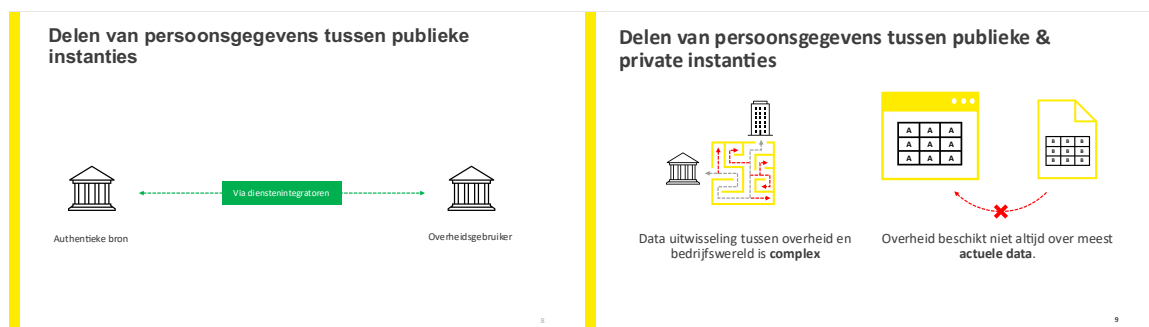 Delen van persoonsgegevens tussen publieke
instanties
Via dienstenintegratoren
Authentieke bron
Overheidsgebruiker
8
Delen van persoonsgegevens tussen publieke &
private instanties
A A A
A A A
A A A
B B B
B B B
B B B
Data uitwisseling tussen overheid en
bedrijfswereld is complex
Overheid beschikt niet altijd over meest
actuele data.
9